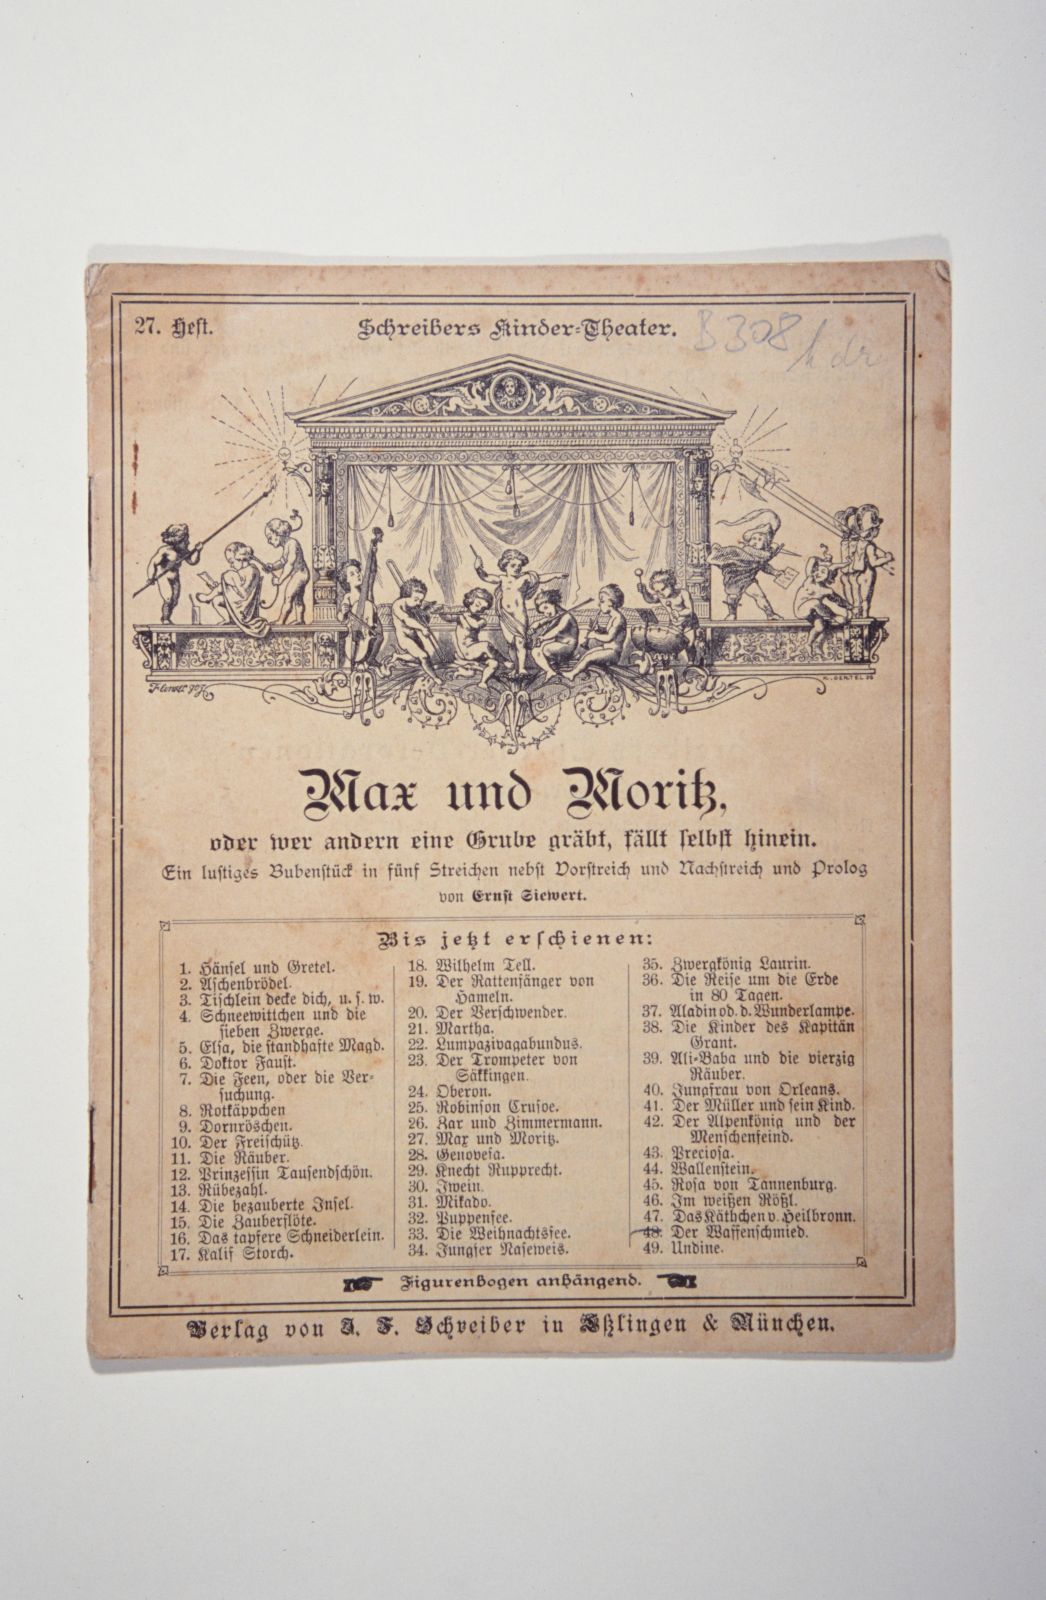 27. Heft.
Schreibers Kinder-Theater.
B 308
Max und Moritz,
oder wer andern eine Grube gräbt, fällt selbst hinein.
Ein lustiges Bubenstück in fünf Streichen nebst Vorstreich und Nachstreich und Prolog
von Ernst Siewert.
Bis jetzt erschienen:
1. Hänsel und Gretel.
2. Aschenbrödel.
3. Tischlein decke dich, u. s. w.
4. Schneewittchen und die
sieben Zwerge.
5. Elsa, die standhafte Magd.
6. Doktor Faust.
7. Die Feen, oder die Ver-
suchung.
8. Rotkäppchen
9. Dornröschen.
10. Der Freischütz.
11. Die Räuber.
12. Prinzessin Tausendschön.
13. Rübezahl.
14. Die bezauberte Insel.
15. Die Zauberflöte.
16. Das tapfere Schneiderlein.
17. Kalif Storch.
18. Wilhelm Tell.
19. Der Rattenfänger von
Hameln.
20. Der Verschwender.
21. Martha.
22. Lumpazivagabundus.
23. Der Trompeter von
Säkkingen.
24. Oberon.
25. Robinson Crusoe.
26. Zar und Zimmermann.
27. Max und Moritz.
28. Genovefa.
29. Knecht Rupprecht.
30. Iwein.
31. Mikado.
32. Puppenfee.
33. Die Weihnachtsfee.
34. Jungfer Naseweis.
35. Zwergkönig Laurin.
36. Die Reise um die Erde
in 80 Tagen.
37. Aladin od. d. Wunderlampe.
38. Die Kinder des Kapitän
Grant.
39. Ali-Baba und die vierzig
Räuber.
40. Jungfrau von Orleans.
41. Der Müller und sein Kind.
42. Der Alpenkönig und der
Menschenfeind.
43. Preciosa.
44. Wallenstein.
45. Rosa von Tannenburg.
46. Im weißen Rößl.
47. Das Käthchen v. Heilbronn.
48. Der Waffenschmied.
49. Undine.
Figurenbogen anhängend.
Verlag von J. F. Schreiber in Eßlingen & München.